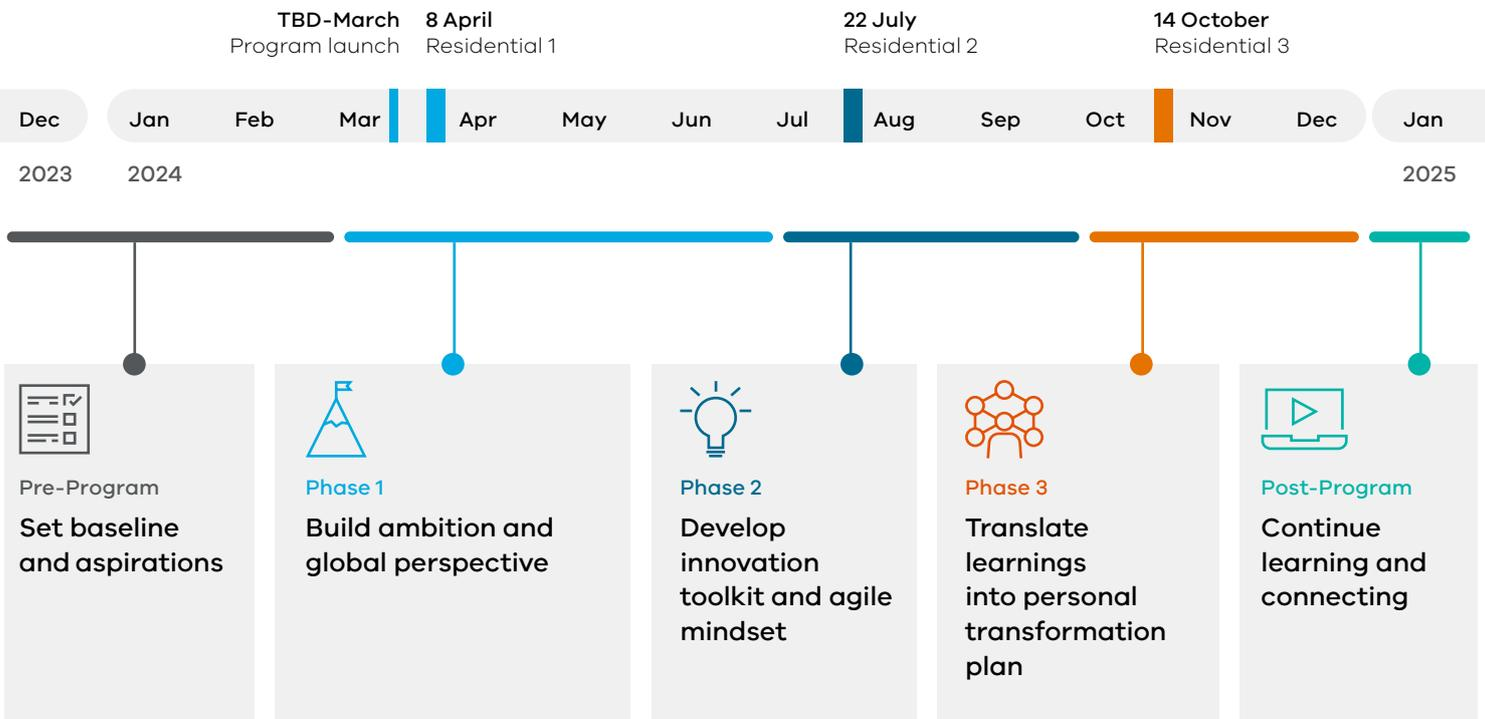 TBD-March
Program launch
8 April
Residential 1
22 July
Residential 2
14 October
Residential 3
Dec Jan Feb Mar Apr May Jun Jul Aug Sep Oct Nov Dec Jan
2023 2024 2025
Pre-Program
Set baseline
and aspirations
Phase 1
Build ambition and
global perspective
Phase 2
Develop
innovation
toolkit and agile
mindset
Phase 3
Translate
learnings
into personal
transformation
plan
Post-Program
Continue
learning and
connecting